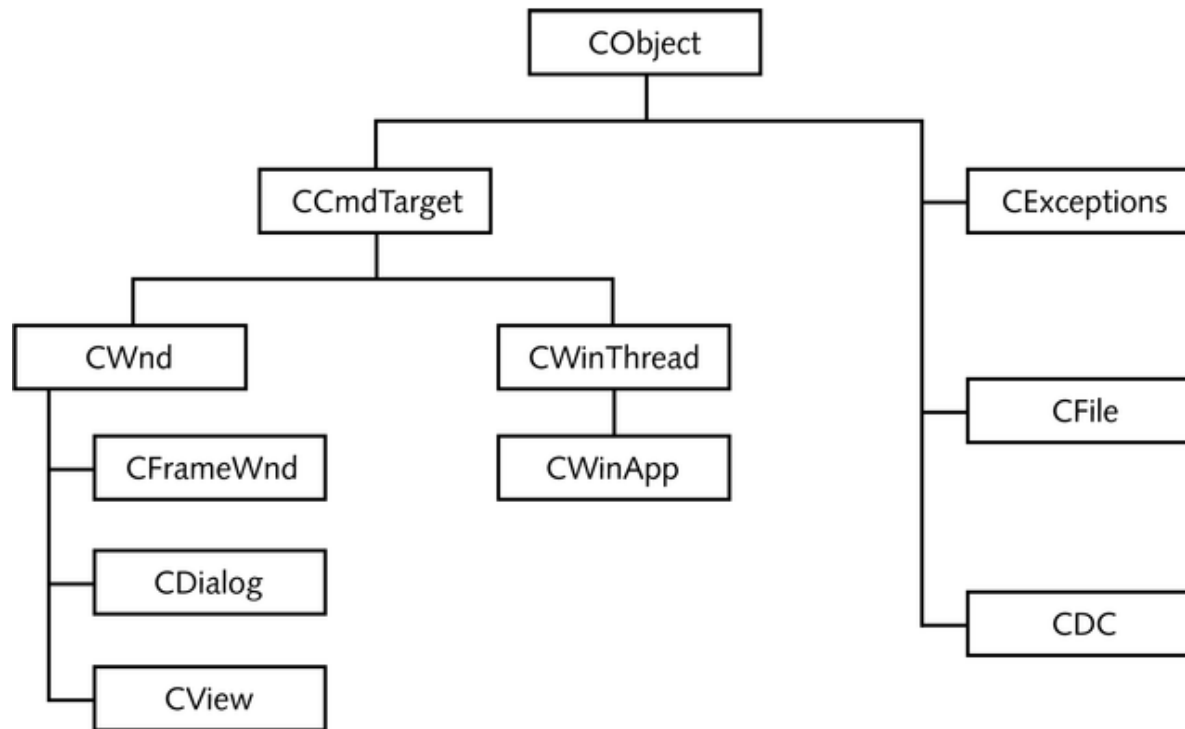 CObject
CCmdTarget
CExceptions
CWnd
CWinThread
CFile
CFrameWnd
CWinApp
CDialog
CDC
CView